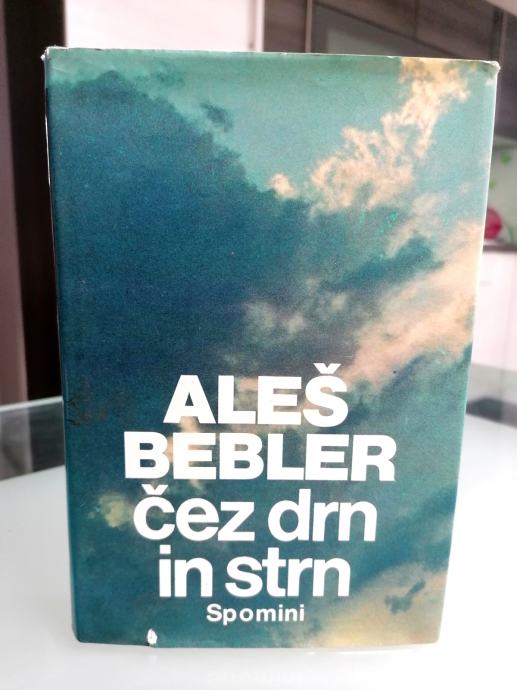 ALEŠ
BEBLER
čez drn
in strn
Spomini